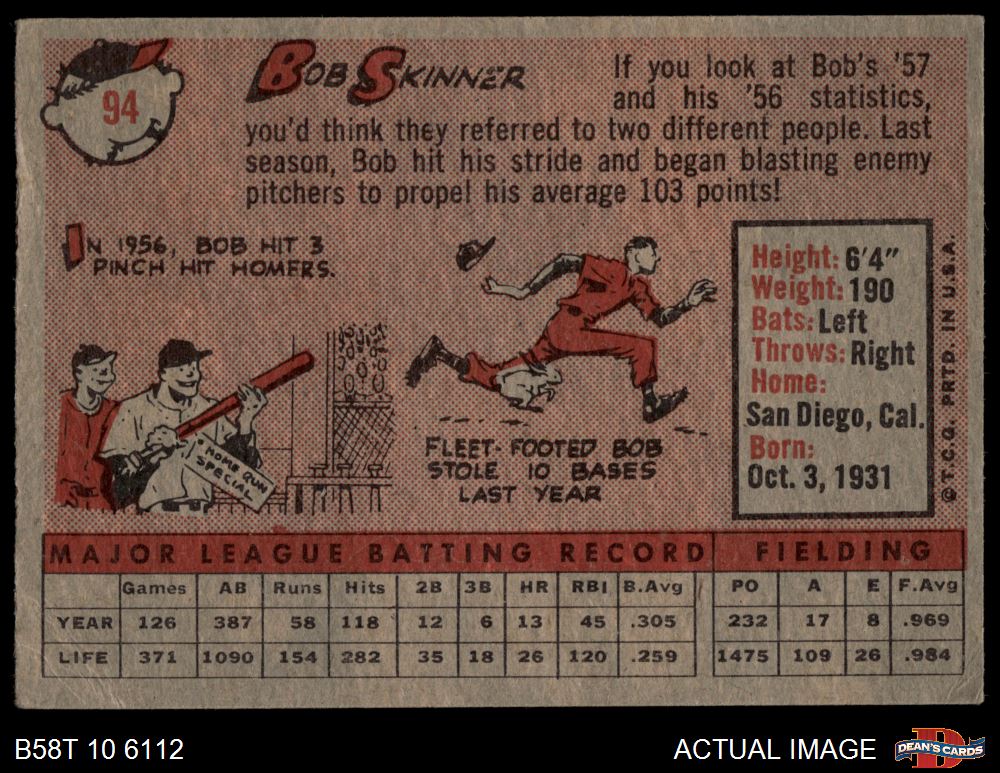 94
BOB SKINNER
If you look at Bob's '57
and his '56 statistics,
you'd think they referred to two different people. Last
season, Bob hit his stride and began blasting enemy
pitchers to propel his average 103 points!
IN 1956, BOB HIT 3
PINCH HIT HOMERS.
HOME RUN
SPECIAL
FLEET-FOOTED BOB
STOLE 10 BASES
LAST YEAR
Height: 6'4"
Weight: 190
Bats: Left
Throws: Right
Home:
San Diego, Cal.
Born:
Oct. 3, 1931
© T.C.G. PRTD. IN U.S.A.
MAJOR LEAGUE BATTING RECORD FIELDING
Games AB Runs Hits 2B 3B HR RBI B.Avg PO A E F.Avg
YEAR 126 387 58 118 12 6 13 45 .305 232 17 8 .969
LIFE 371 1090 154 282 35 18 26 120 .259 1475 109 26 .984
B58T 10 6112 ACTUAL IMAGE DEAN'S CARDS